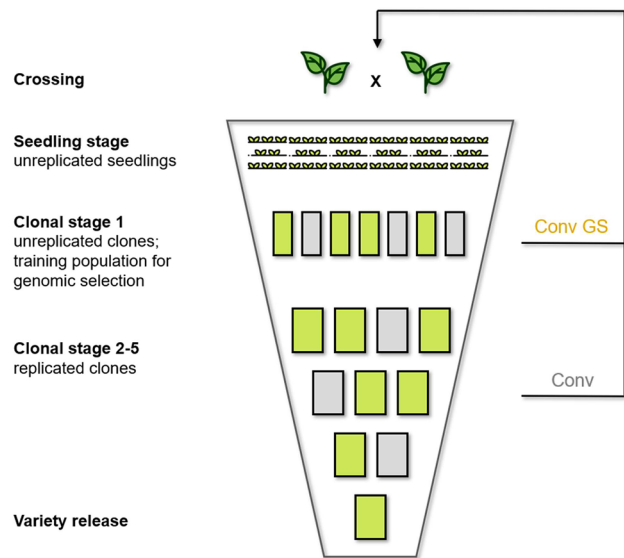 Crossing
X
Seedling stage
unreplicated seedlings
Clonal stage 1
unreplicated clones;
training population for
genomic selection
Conv GS
Clonal stage 2-5
replicated clones
Conv
Variety release